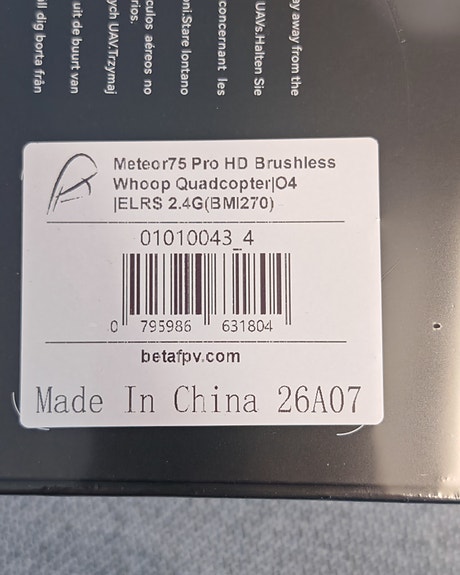 ay away from the
UAVs.Halten Sie
concernant les
oni.Stare lontano
culos aéreos no
rios.
ych UAV.Trzymaj
uit de buurt van
ll dig borta från
Meteor75 Pro HD Brushless
Whoop Quadcopter|O4
|ELRS 2.4G(BMI270)
01010043_4
0 795986 631804
betafpv.com
Made In China 26A07